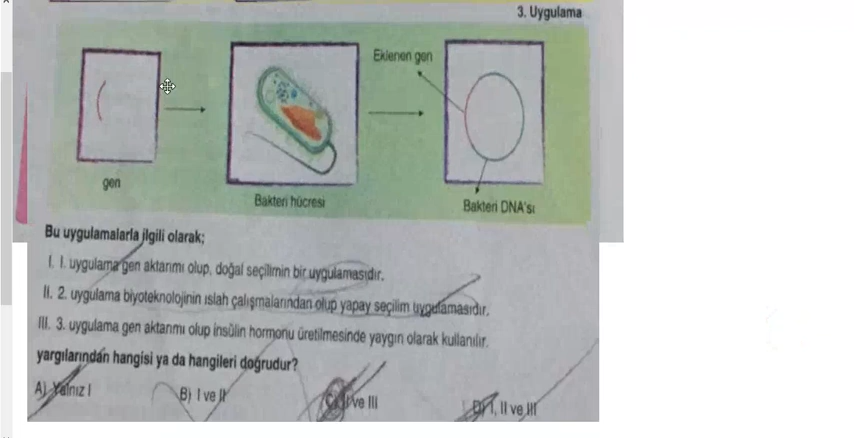 3. Uygulama
Eklenen gen
gen
Bakteri hücresi
Bakteri DNA'sı
Bu uygulamalarla ilgili olarak;
I. I. uygulama gen aktarımı olup, doğal seçilimin bir uygulamasıdır.
II. 2. uygulama biyoteknolojinin ıslah çalışmalarından olup yapay seçilim uygulamasıdır.
III. 3. uygulama gen aktarımı olup insülin hormonu üretilmesinde yaygın olarak kullanılır.
yargılarından hangisi ya da hangileri doğrudur?
A) Yalnız I
B) I ve II
C) II ve III
D) I, II ve III